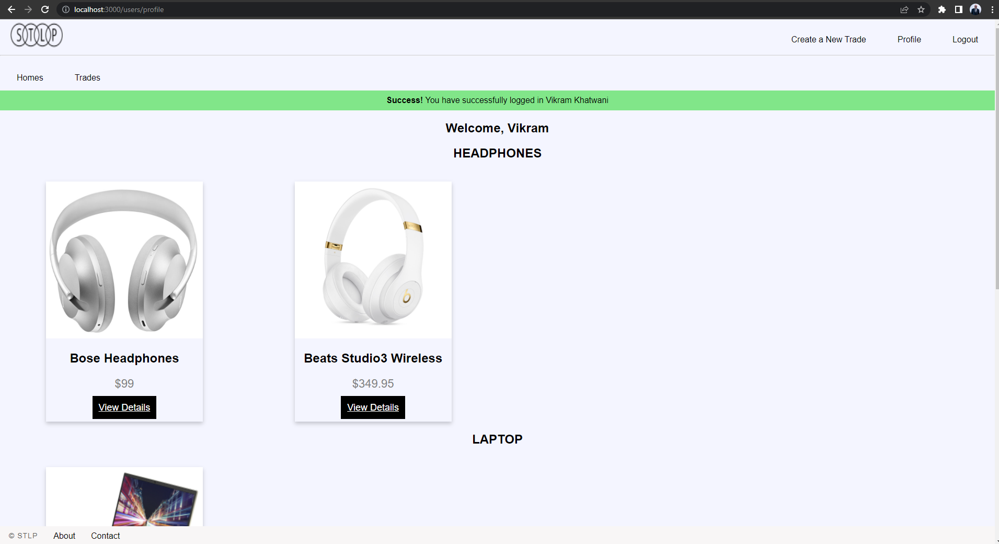 localhost:3000/users/profile
STLP
Create a New Trade
Profile
Logout
Homes
Trades
Success! You have successfully logged in Vikram Khatwani
Welcome, Vikram
HEADPHONES
b
Bose Headphones
$99
View Details
Beats Studio3 Wireless
$349.95
View Details
LAPTOP
© STLP
About
Contact